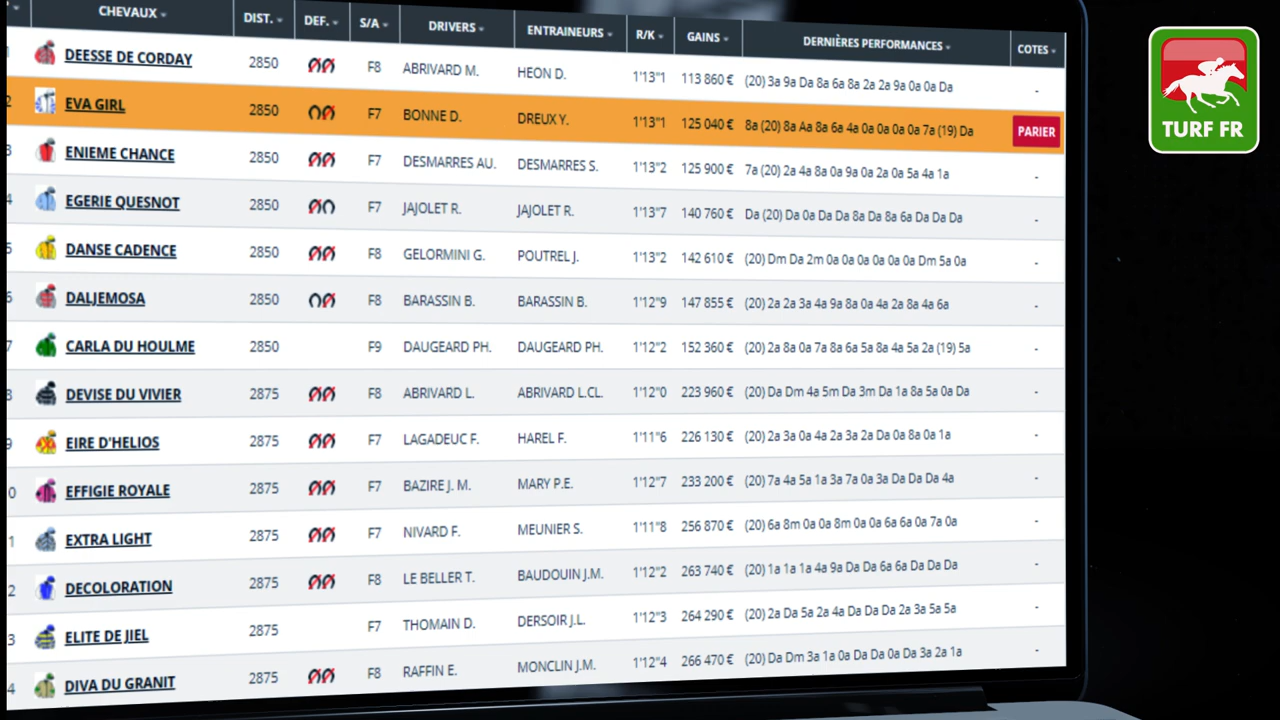 CHEVAUX DIST. DEF. S/A DRIVERS ENTRAINEURS R/K GAINS DERNIÈRES PERFORMANCES COTES
1 DEESSE DE CORDAY 2850 F8 ABRIVARD M. HEON D. 1'13"1 113 860 € (20) 3a 9a Da 8a 6a 8a 2a 2a 9a 0a 0a Da -
2 EVA GIRL 2850 F7 BONNE D. DREUX Y. 1'13"1 125 040 € 8a (20) 8a Aa 8a 6a 4a 0a 0a 0a 0a 7a (19) Da PARIER
3 ENIEME CHANCE 2850 F7 DESMARRES AU. DESMARRES S. 1'13"2 125 900 € 7a (20) 2a 4a 8a 0a 9a 0a 2a 0a 5a 4a 1a -
4 EGERIE QUESNOT 2850 F7 JAJOLET R. JAJOLET R. 1'13"7 140 760 € Da (20) Da 0a Da Da 8a Da 8a 6a Da Da Da -
5 DANSE CADENCE 2850 F8 GELORMINI G. POUTREL J. 1'13"2 142 610 € (20) Dm Da 2m 0a 0a 0a 0a 0a 0a Dm 5a 0a -
6 DALJEMOSA 2850 F8 BARASSIN B. BARASSIN B. 1'12"9 147 855 € (20) 2a 2a 3a 4a 9a 8a 0a 4a 2a 8a 4a 6a -
7 CARLA DU HOULME 2850 F9 DAUGEARD PH. DAUGEARD PH. 1'12"2 152 360 € (20) 2a 8a 0a 7a 8a 6a 5a 8a 4a 5a 2a (19) 5a -
8 DEVISE DU VIVIER 2875 F8 ABRIVARD L. ABRIVARD L.CL. 1'12"0 223 960 € (20) Da Dm 4a 5m Da 3m Da 1a 8a 5a 0a Da -
9 EIRE D'HELIOS 2875 F7 LAGADEUC F. HAREL F. 1'11"6 226 130 € (20) 2a 3a 0a 4a 2a 3a 2a Da 0a 8a 0a 1a -
0 EFFIGIE ROYALE 2875 F7 BAZIRE J. M. MARY P.E. 1'12"7 233 200 € (20) 7a 4a 5a 1a 3a 7a 0a 3a Da Da Da 4a -
1 EXTRA LIGHT 2875 F7 NIVARD F. MEUNIER S. 1'11"8 256 870 € (20) 6a 8m 0a 0a 8m 0a 0a 6a 6a 0a 7a 0a -
2 DECOLORATION 2875 F8 LE BELLER T. BAUDOUIN J.M. 1'12"2 263 740 € (20) 1a 1a 1a 4a 9a Da Da 6a 6a Da Da Da -
3 ELITE DE JIEL 2875 F7 THOMAIN D. DERSOIR J.L. 1'12"3 264 290 € (20) 2a Da 5a 2a 4a Da Da Da 2a 3a 5a 5a -
4 DIVA DU GRANIT 2875 F8 RAFFIN E. MONCLIN J.M. 1'12"4 266 470 € (20) Da Dm 3a 1a 0a Da Da 0a Da 3a 2a 1a -
TURF FR